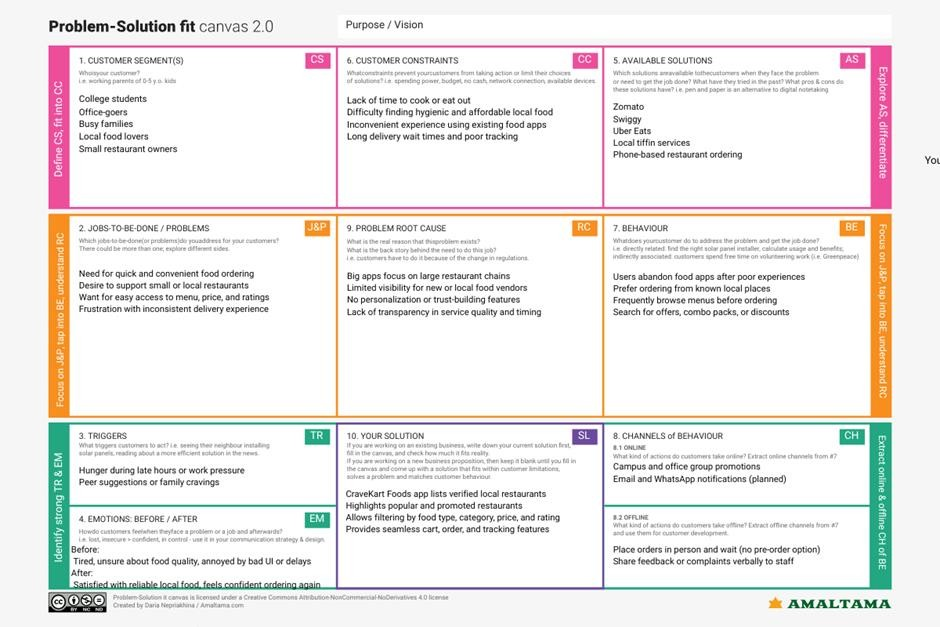 Problem-Solution fit canvas 2.0
Purpose / Vision
Define CS, fit into CC
1. CUSTOMER SEGMENT(S)
CS
Whoisyour customer?
i.e. working parents of 0-5 y.o. kids
College students
Office-goers
Busy families
Local food lovers
Small restaurant owners
6. CUSTOMER CONSTRAINTS
CC
Whatconstraints prevent yourcustomers from taking action or limit their choices
of solutions? i.e. spending power, budget, no cash, network connection, available devices.
Lack of time to cook or eat out
Difficulty finding hygienic and affordable local food
Inconvenient experience using existing food apps
Long delivery wait times and poor tracking
5. AVAILABLE SOLUTIONS
AS
Which solutions areavailable tothecustomers when they face the problem
or need to get the job done? What have they tried in the past? What pros & cons do
these solutions have? i.e. pen and paper is an alternative to digital notetaking
Zomato
Swiggy
Uber Eats
Local tiffin services
Phone-based restaurant ordering
Explore AS, differentiate
You
Focus on J&P, tap into BE, understand RC
2. JOBS-TO-BE-DONE / PROBLEMS
J&P
Which jobs-to-be-done(or problems)do youaddress for your customers?
There could be more than one; explore different sides.
Need for quick and convenient food ordering
Desire to support small or local restaurants
Want for easy access to menu, price, and ratings
Frustration with inconsistent delivery experience
9. PROBLEM ROOT CAUSE
RC
What is the real reason that thisproblem exists?
What is the back story behind the need to do this job?
i.e. customers have to do it because of the change in regulations.
Big apps focus on large restaurant chains
Limited visibility for new or local food vendors
No personalization or trust-building features
Lack of transparency in service quality and timing
7. BEHAVIOUR
BE
Whatdoes yourcustomer do to address the problem and get the job done?
i.e. directly related: find the right solar panel installer, calculate usage and benefits;
indirectly associated: customers spend free time on volunteering work (i.e. Greenpeace)
Users abandon food apps after poor experiences
Prefer ordering from known local places
Frequently browse menus before ordering
Search for offers, combo packs, or discounts
Focus on J&P, tap into BE, understand RC
Identify strong TR & EM
3. TRIGGERS
TR
What triggers customers to act? i.e. seeing their neighbour installing
solar panels, reading about a more efficient solution in the news.
Hunger during late hours or work pressure
Peer suggestions or family cravings
4. EMOTIONS: BEFORE / AFTER
EM
Howdo customers feelwhen theyface a problem or a job and afterwards?
i.e. lost, insecure > confident, in control - use it in your communication strategy & design.
Before:
Tired, unsure about food quality, annoyed by bad UI or delays
After:
Satisfied with reliable local food, feels confident ordering again
10. YOUR SOLUTION
SL
If you are working on an existing business, write down your current solution first,
fill in the canvas, and check how much it fits reality.
If you are working on a new business proposition, then keep it blank until you fill in
the canvas and come up with a solution that fits within customer limitations,
solves a problem and matches customer behaviour.
CraveKart Foods app lists verified local restaurants
Highlights popular and promoted restaurants
Allows filtering by food type, category, price, and rating
Provides seamless cart, order, and tracking features
8. CHANNELS of BEHAVIOUR
CH
8.1 ONLINE
What kind of actions do customers take online? Extract online channels from #7
Campus and office group promotions
Email and WhatsApp notifications (planned)
8.2 OFFLINE
What kind of actions do customers take offline? Extract offline channels from #7
and use them for customer development.
Place orders in person and wait (no pre-order option)
Share feedback or complaints verbally to staff
Extract online & offline CH of BE
CC BY NC ND
Problem-Solution fit canvas is licensed under a Creative Commons Attribution-NonCommercial-NoDerivatives 4.0 license
Created by Daria Nepriakhina / Amaltama.com
AMALTAMA